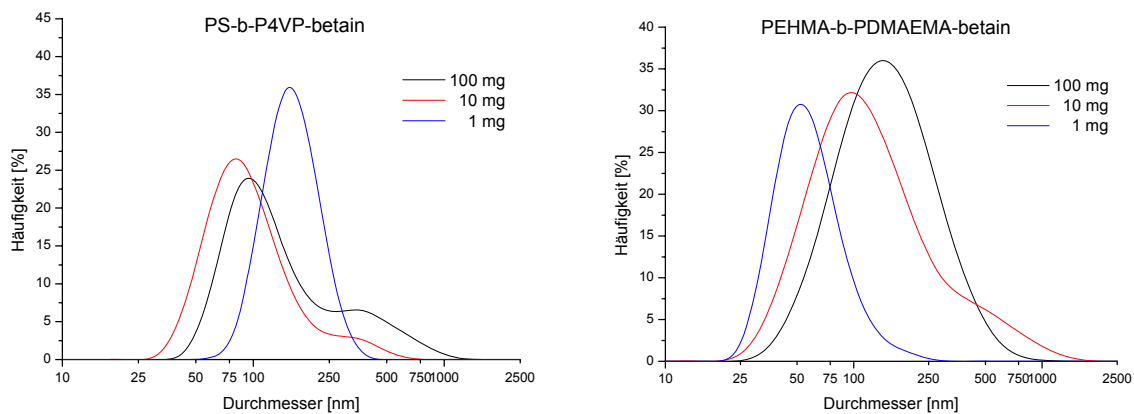 PS-b-P4VP-betain
45
40
35
30
25
20
15
10
5
0
Häufigkeit [%]
100 mg
10 mg
1 mg
10 25 50 75 100 250 500 750 1000 2500
Durchmesser [nm]
PEHMA-b-PDMAEMA-betain
40
35
30
25
20
15
10
5
0
Häufigkeit [%]
100 mg
10 mg
1 mg
10 25 50 75 100 250 500 750 1000 2500
Durchmesser [nm]